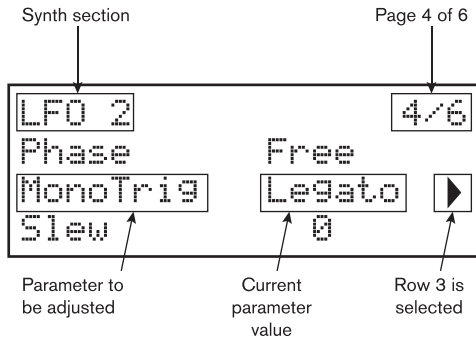 Synth section
Page 4 of 6
LFO 2 4/6
Phase Free
MonoTrig Legato
Slew 0
Parameter to
be adjusted
Current
parameter
value
Row 3 is
selected